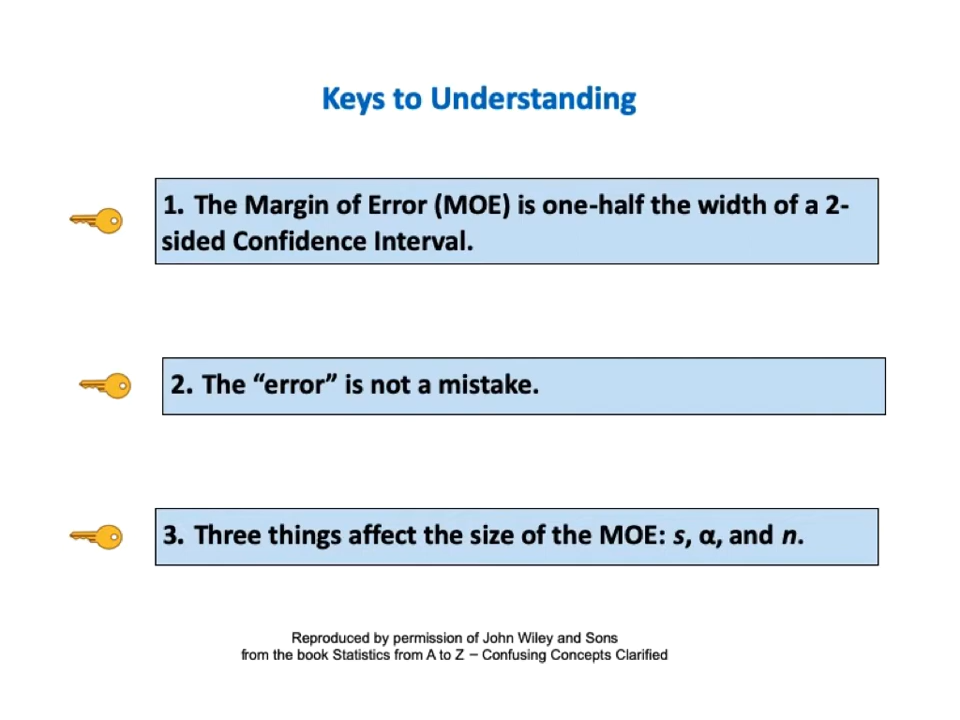 Keys to Understanding
1. The Margin of Error (MOE) is one-half the width of a 2-
sided Confidence Interval.
2. The “error” is not a mistake.
3. Three things affect the size of the MOE: s, α, and n.
Reproduced by permission of John Wiley and Sons
from the book Statistics from A to Z – Confusing Concepts Clarified